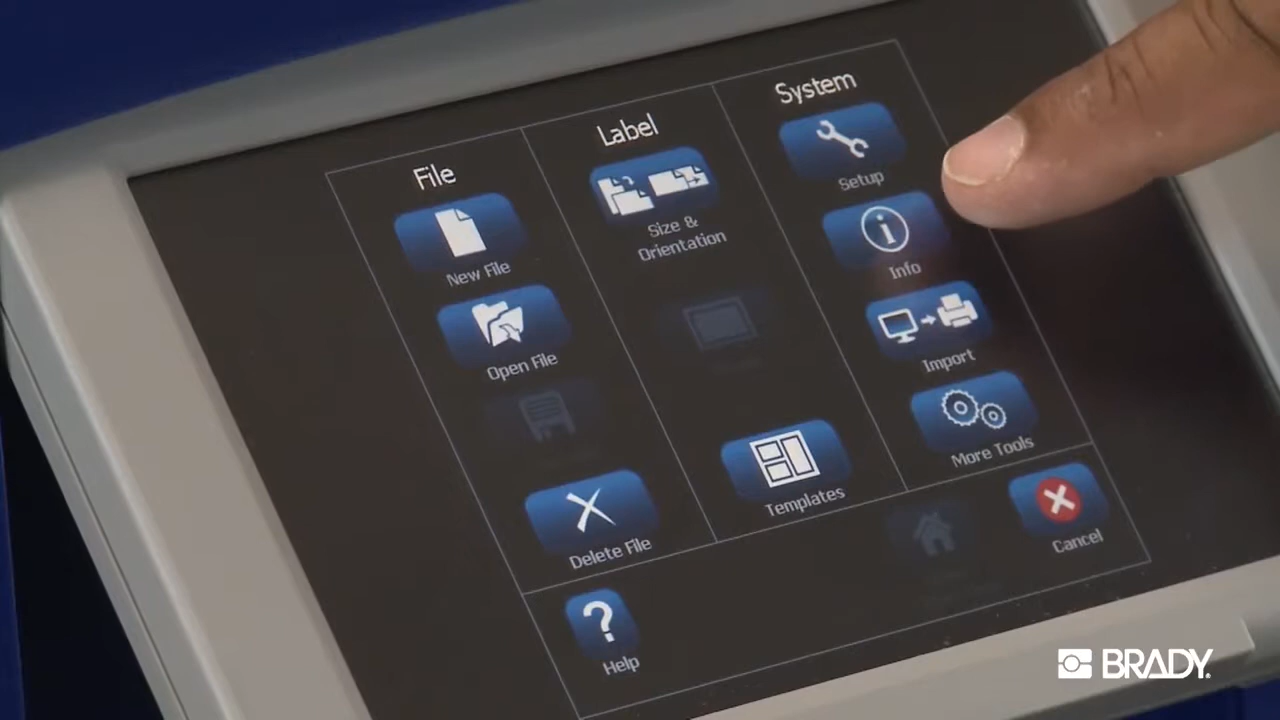 File
New File
Open File
Delete File
Label
Size &
Orientation
Templates
System
Setup
Info
Import
More Tools
Help
Cancel
BRADY.